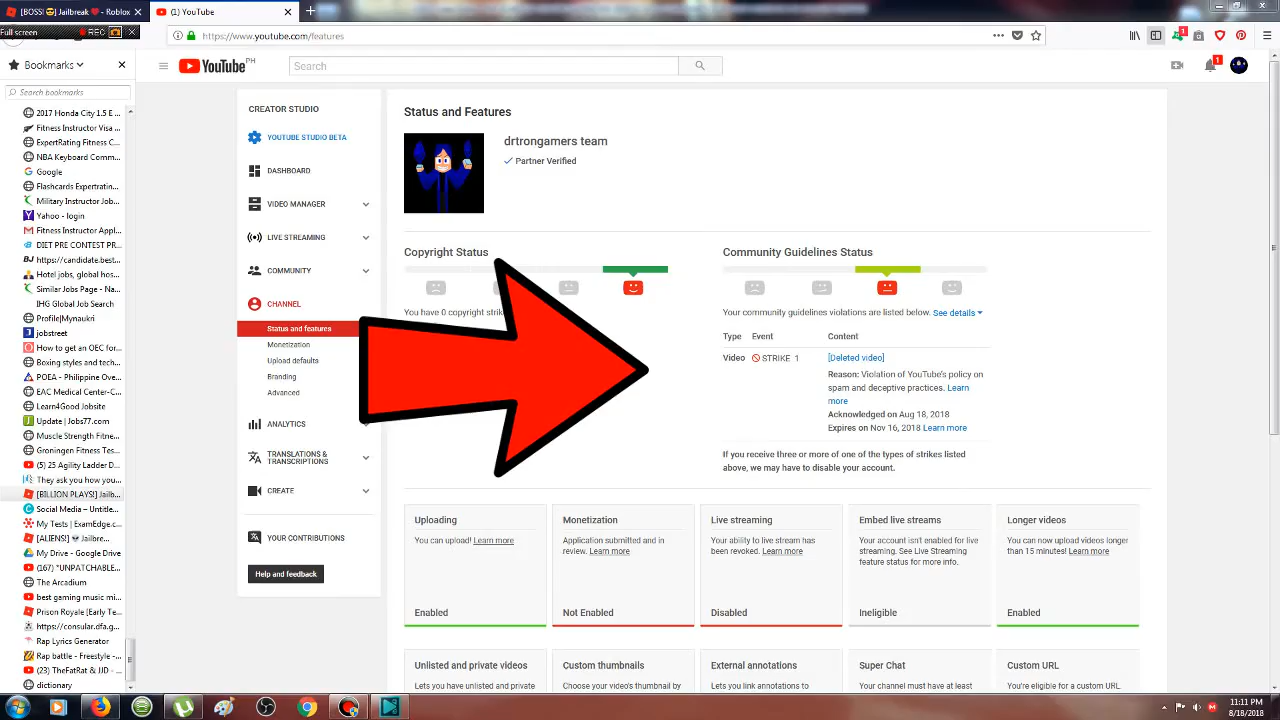 [BOSS! 😎] Jailbreak ❤ - Roblox
(1) YouTube
Full screen
REC
https://www.youtube.com/features
1
Bookmarks
Search bookmarks
YouTube PH
Search
1
2017 Honda City 1.5 E ...
Fitness Instructor Visa ...
ExpertRating Fitness C...
NBA Keyboard Comm...
Google
Flashcards Expertrating...
Military Instructor Job...
Yahoo - login
Fitness Instructor Appl...
DIET PRE CONTEST PR...
https://candidate.best...
Hotel jobs, global hos...
Similar Jobs Page - Na...
IHG Global Job Search
Profile|Mynaukri
jobstreet
How to get an OEC for...
Boxing styles and tech...
POEA - Philippine Ove...
EAC Medical Center-C...
Learn4Good Jobsite
Update | Jobs77.com
Muscle Strength Fitne...
Groningen Fitness Test...
(5) 25 Agility Ladder D...
They ask you how you...
[BILLION PLAYS!] Jailb...
Social Media – Untitle...
My Tests | ExamEdge.c...
[ALIENS!] 👽 Jailbre...
My Drive - Google Drive
(167) *UNPATCHABLE...
The Arcadium
best gaming music mi...
Prison Royale [Early Te...
https://consular.dfa.g...
Rap Lyrics Generator
Rap battle - Freestyle -...
(23) TheFatRat & JJD -...
dictionary
CREATOR STUDIO
YOUTUBE STUDIO BETA
DASHBOARD
VIDEO MANAGER
LIVE STREAMING
COMMUNITY
CHANNEL
Status and features
Monetization
Upload defaults
Branding
Advanced
ANALYTICS
TRANSLATIONS &
TRANSCRIPTIONS
CREATE
YOUR CONTRIBUTIONS
Help and feedback
Status and Features
drtrongamers team
Partner Verified
Copyright Status
You have 0 copyright
Community Guidelines Status
Your community guidelines violations are listed below. See details
Type Event Content
Video STRIKE 1 [Deleted video]
Reason: Violation of YouTube's policy on
spam and deceptive practices. Learn
more
Acknowledged on Aug 18, 2018
Expires on Nov 16, 2018 Learn more
If you receive three or more of one of the types of strikes listed
above, we may have to disable your account.
Uploading
You can upload! Learn more
Enabled
Monetization
Application submitted and in
review. Learn more
Not Enabled
Live streaming
Your ability to live stream has
been revoked. Learn more
Disabled
Embed live streams
Your account isn't enabled for live
streaming. See Live Streaming
feature status for more info.
Ineligible
Longer videos
You can now upload videos longer
than 15 minutes! Learn more
Enabled
Unlisted and private videos
Lets you have unlisted and private
Custom thumbnails
Choose your video's thumbnail by
External annotations
Lets you link annotations to
Super Chat
Your channel must have at least
Custom URL
You're eligible for a custom URL.
11:11 PM
8/18/2018